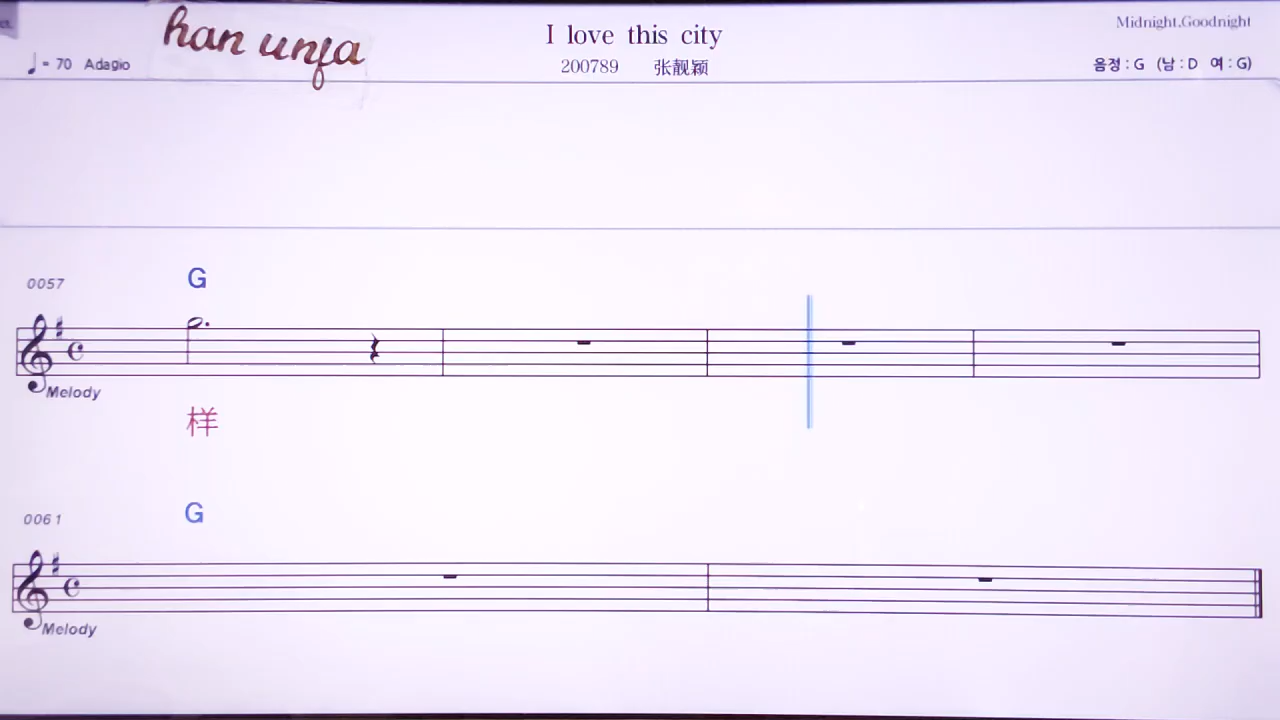 han unfa
I love this city
Midnight.Goodnight
♩= 70 Adagio
200789 张靓颖
음정 : G (남 : D 여 : G)
0057
G
Melody
样
0061
G
Melody